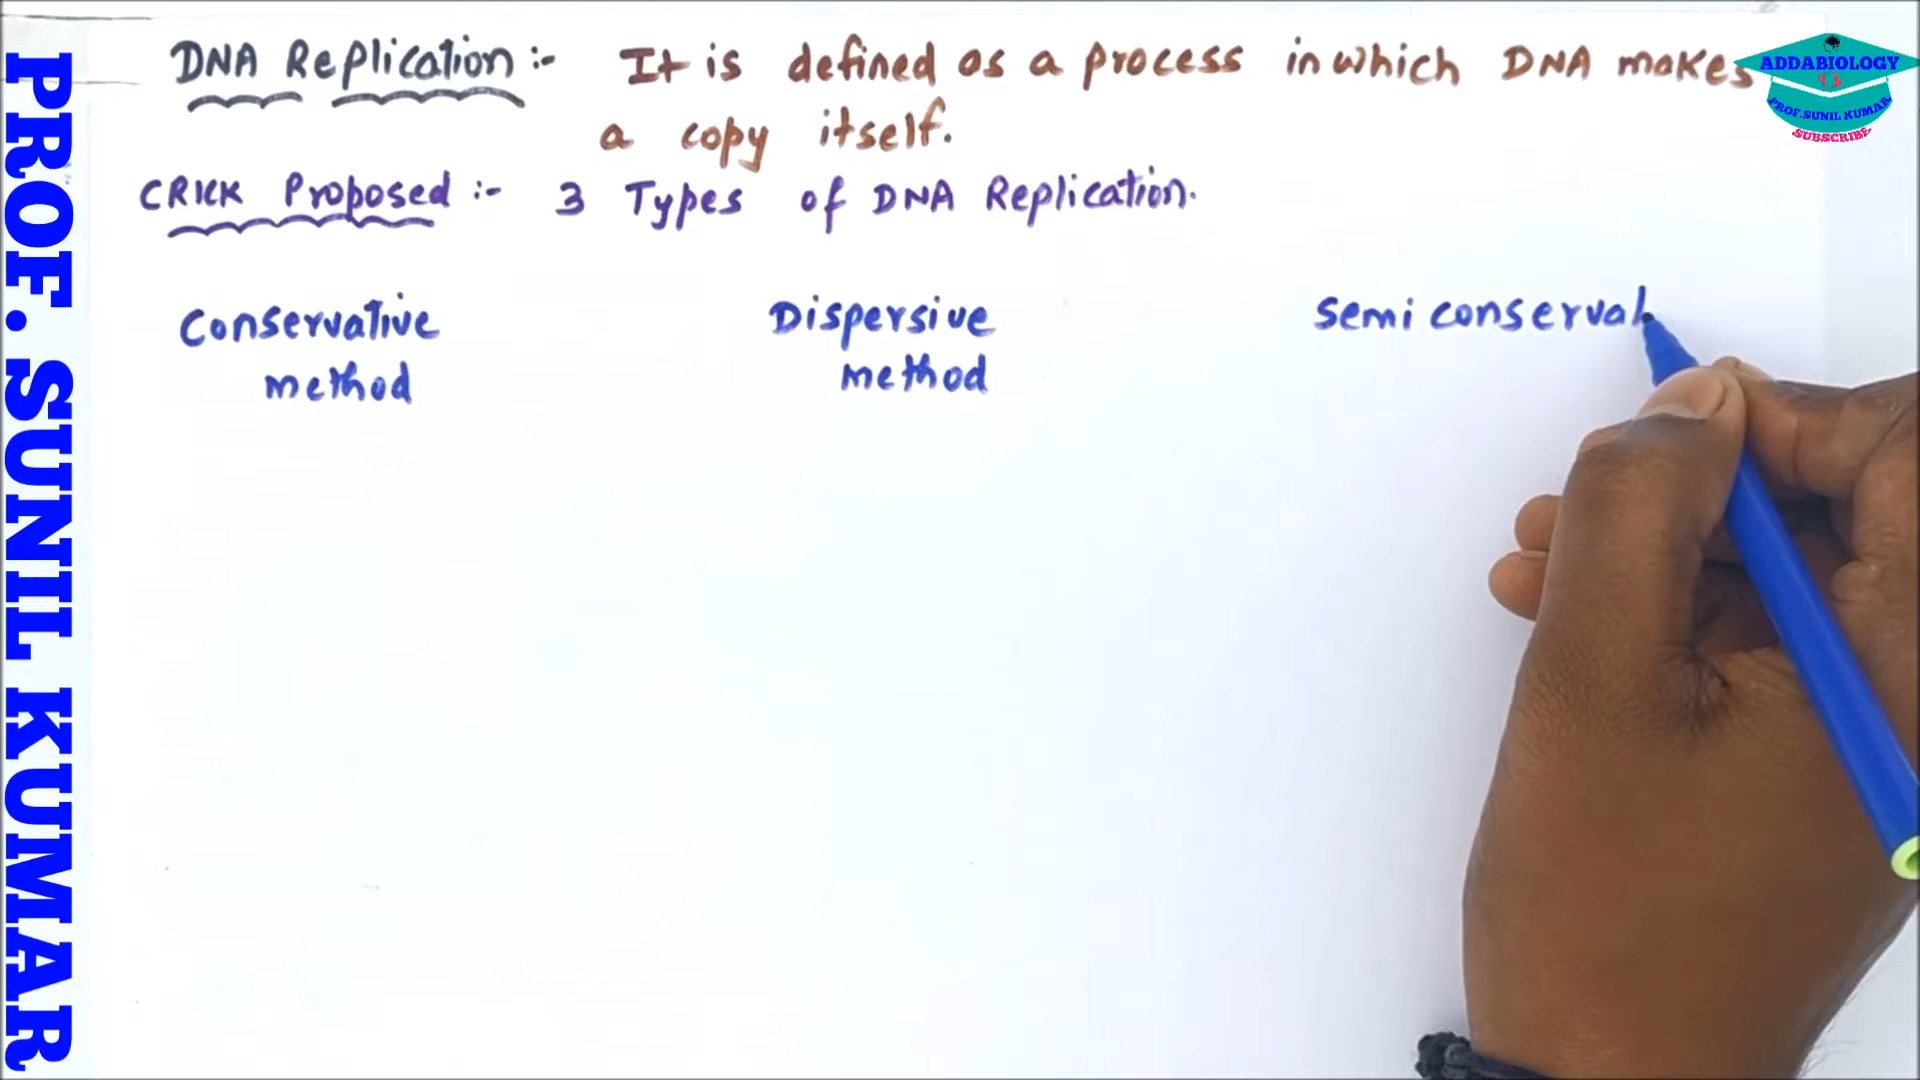 PROF. SUNIL KUMAR
DNA Replication :- It is defined as a process in which DNA makes
a copy itself.
CRICK Proposed :- 3 Types of DNA Replication.
Conservative
method
Dispersive
method
Semi conservat
ADDABIOLOGY
PROF.SUNIL KUMAR
SUBSCRIBE